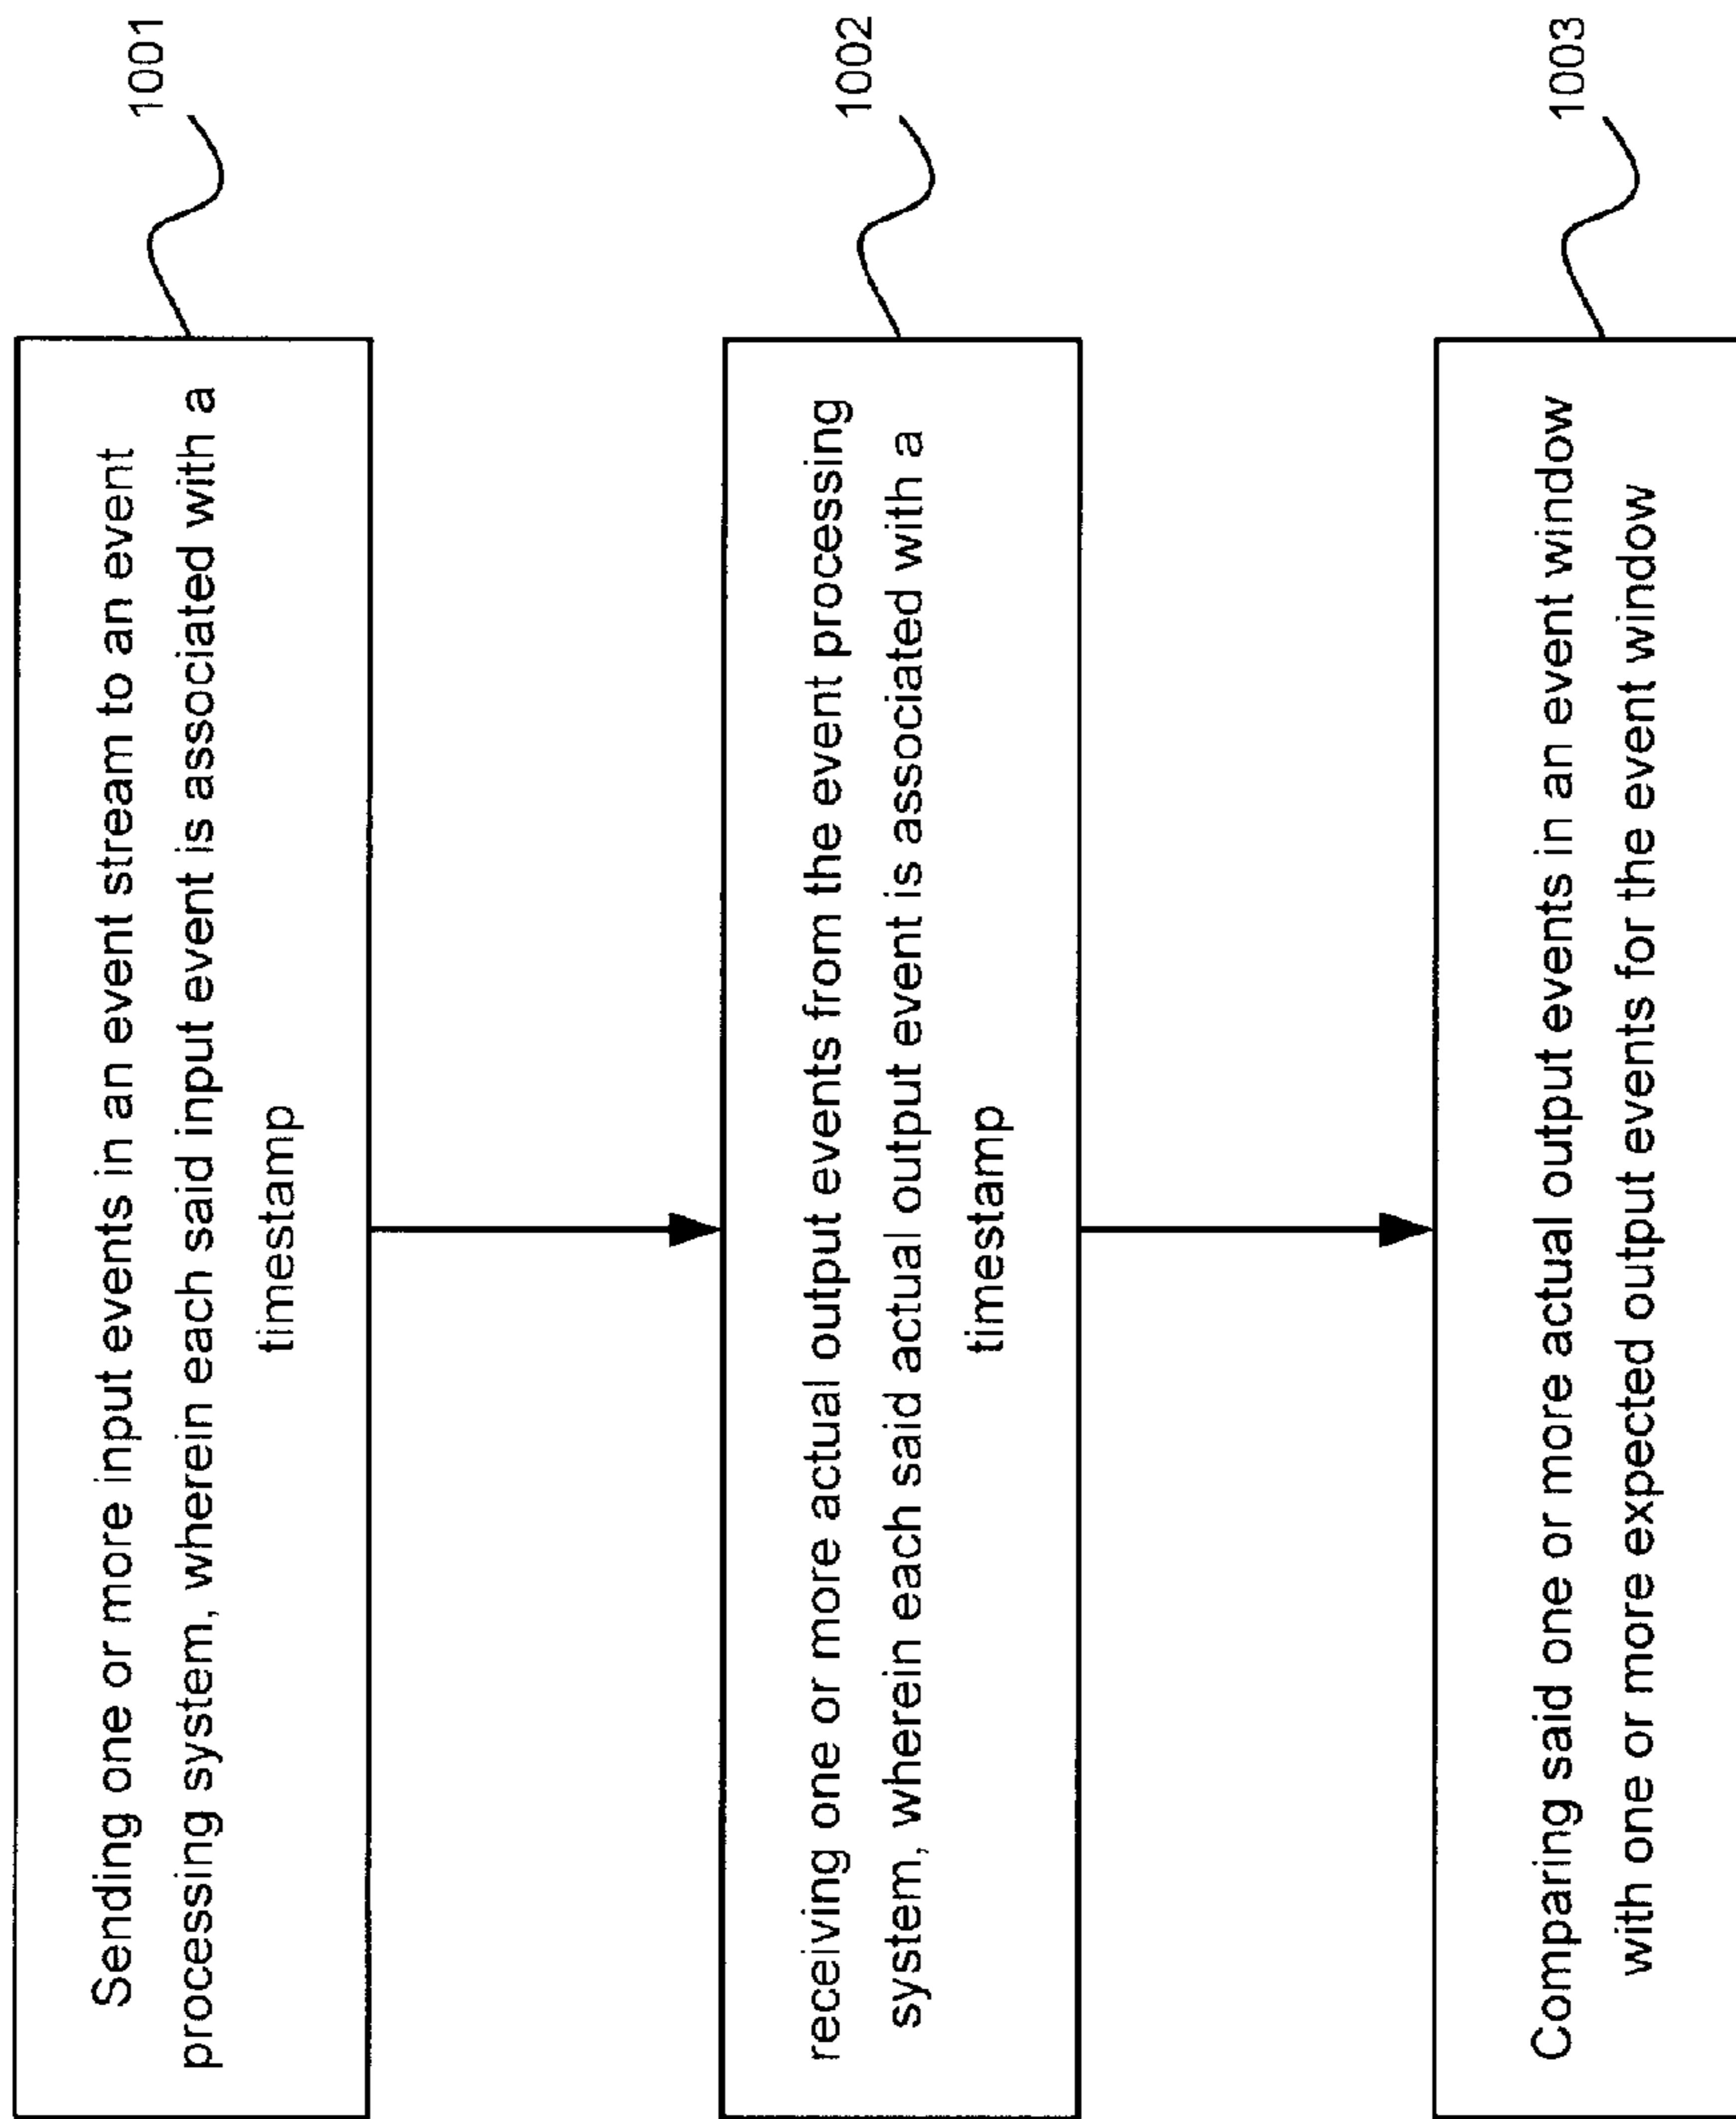 Sending one or more input events in an event stream to an event
processing system, wherein each said input event is associated with a
timestamp
1001
receiving one or more actual output events from the event processing
system, wherein each said actual output event is associated with a
timestamp
1002
Comparing said one or more actual output events in an event window
with one or more expected output events for the event window
1003